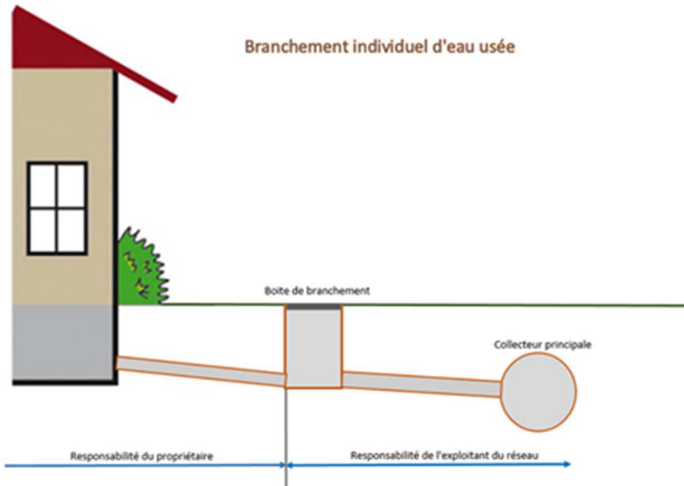 Branchement individuel d'eau usée
Boite de branchement
Collecteur principale
Responsabilité du propriétaire
Responsabilité de l'exploitant du réseau